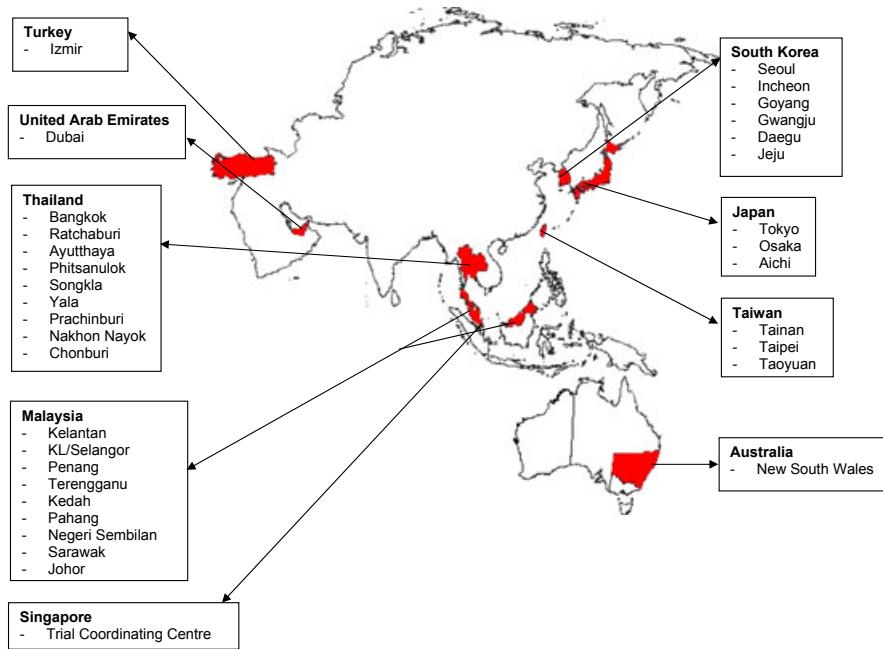 Turkey
- Izmir
United Arab Emirates
- Dubai
Thailand
- Bangkok
- Ratchaburi
- Ayutthaya
- Phitsanulok
- Songkla
- Yala
- Prachinburi
- Nakhon Nayok
- Chonburi
Malaysia
- Kelantan
- KL/Selangor
- Penang
- Terengganu
- Kedah
- Pahang
- Negeri Sembilan
- Sarawak
- Johor
Singapore
- Trial Coordinating Centre
South Korea
- Seoul
- Incheon
- Goyang
- Gwangju
- Daegu
- Jeju
Japan
- Tokyo
- Osaka
- Aichi
Taiwan
- Tainan
- Taipei
- Taoyuan
Australia
- New South Wales